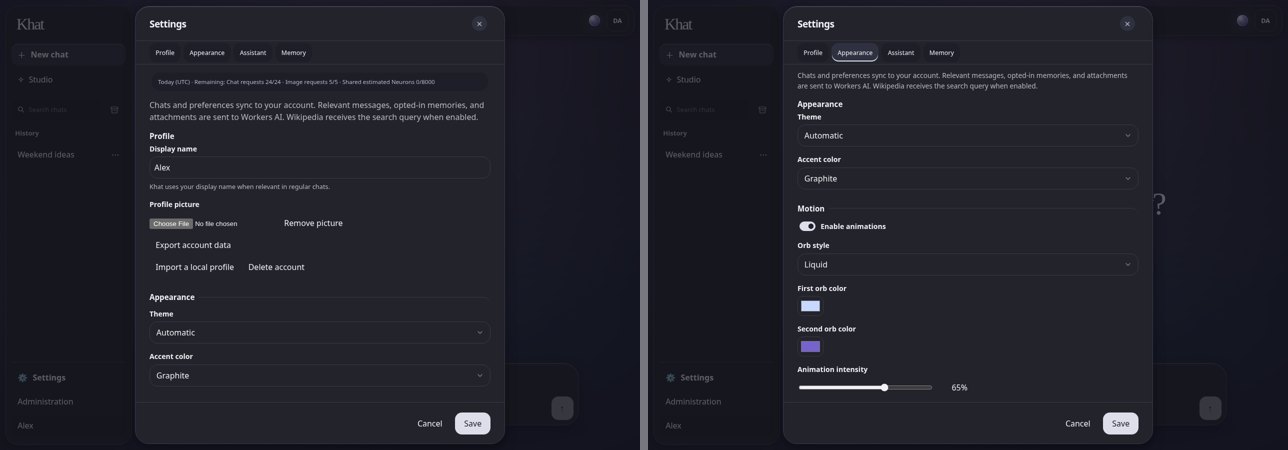 Khat
DA
+ New chat
Studio
Search chats
History
Weekend ideas ...
Settings
Administration
Alex
Settings
×
Profile Appearance Assistant Memory
Today (UTC) · Remaining: Chat requests 24/24 · Image requests 5/5 · Shared estimated Neurons 0/8000
Chats and preferences sync to your account. Relevant messages, opted-in memories, and
attachments are sent to Workers AI. Wikipedia receives the search query when enabled.
Profile
Display name
Alex
Khat uses your display name when relevant in regular chats.
Profile picture
Choose File No file chosen Remove picture
Export account data
Import a local profile Delete account
Appearance
Theme
Automatic
Accent color
Graphite
Cancel Save
↑
Khat
DA
+ New chat
Studio
Search chats
History
Weekend ideas ...
Settings
Administration
Alex
Settings
×
Profile Appearance Assistant Memory
Chats and preferences sync to your account. Relevant messages, opted-in memories, and attachments
are sent to Workers AI. Wikipedia receives the search query when enabled.
Appearance
Theme
Automatic
Accent color
Graphite
Motion
Enable animations
Orb style
Liquid
First orb color
Second orb color
Animation intensity
65%
Cancel Save
?
↑